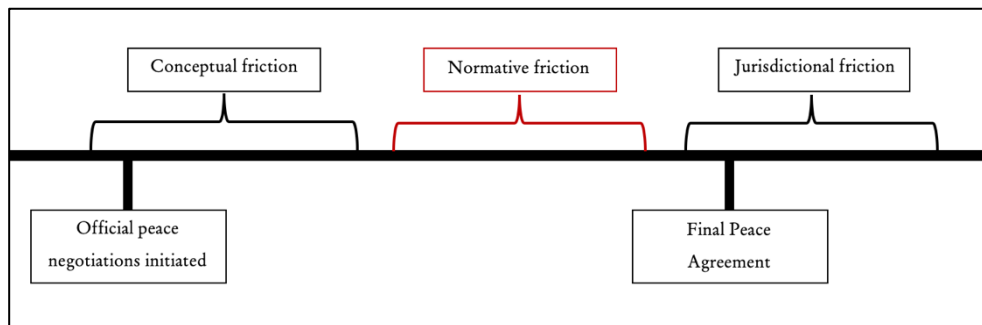 Conceptual friction
Normative friction
Jurisdictional friction
Official peace
negotiations initiated
Final Peace
Agreement